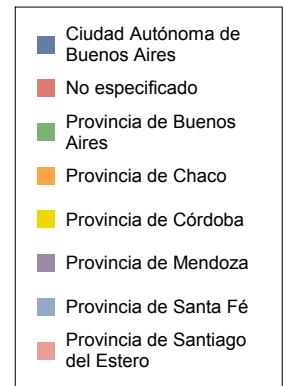 Ciudad Autónoma de
Buenos Aires
No especificado
Provincia de Buenos
Aires
Provincia de Chaco
Provincia de Córdoba
Provincia de Mendoza
Provincia de Santa Fé
Provincia de Santiago
del Estero